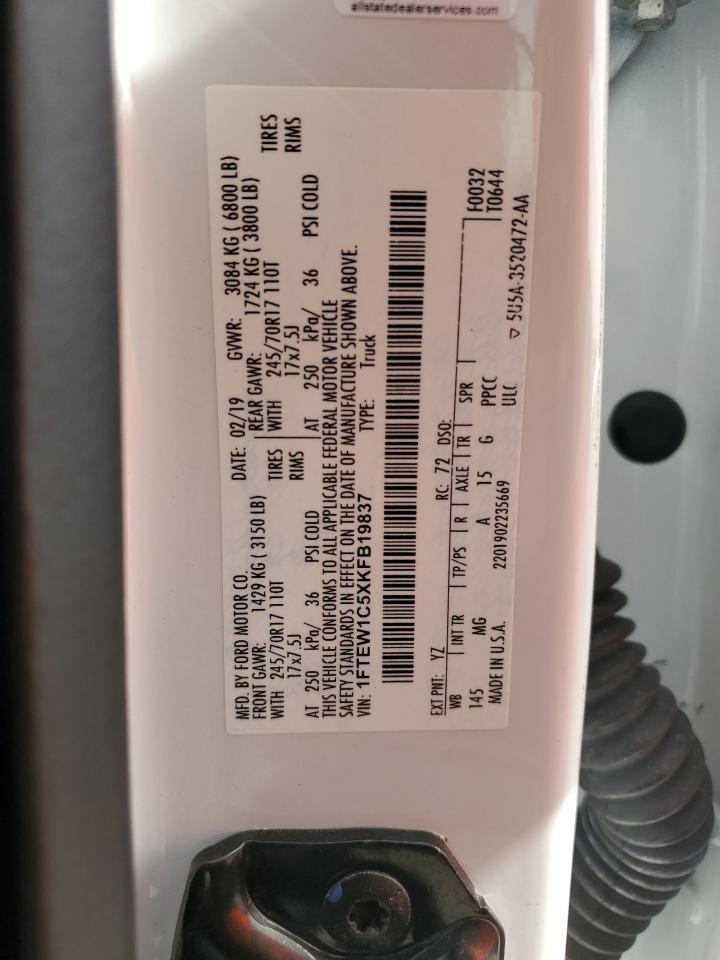 allstatedealerservices.com
MFD. BY FORD MOTOR CO.
DATE: 02/19 GVWR: 3084 KG ( 6800 LB)
FRONT GAWR: 1429 KG ( 3150 LB)
REAR GAWR: 1724 KG ( 3800 LB)
WITH 245/70R17 110T TIRES
WITH 245/70R17 110T TIRES
17x7.5J RIMS
17x7.5J RIMS
AT 250 kPa/ 36 PSI COLD
AT 250 kPa/ 36 PSI COLD
THIS VEHICLE CONFORMS TO ALL APPLICABLE FEDERAL MOTOR VEHICLE
SAFETY STANDARDS IN EFFECT ON THE DATE OF MANUFACTURE SHOWN ABOVE.
VIN: 1FTEW1C5XKFB19837 TYPE: Truck
EXT PNT: YZ RC: 72 DSO:
WB INT TR TP/PS R AXLE TR SPR F0032
145 MG A 15 G PPCC T0644
MADE IN U.S.A. 2201902235669 ULC
▽ 5U5A-3520472-AA